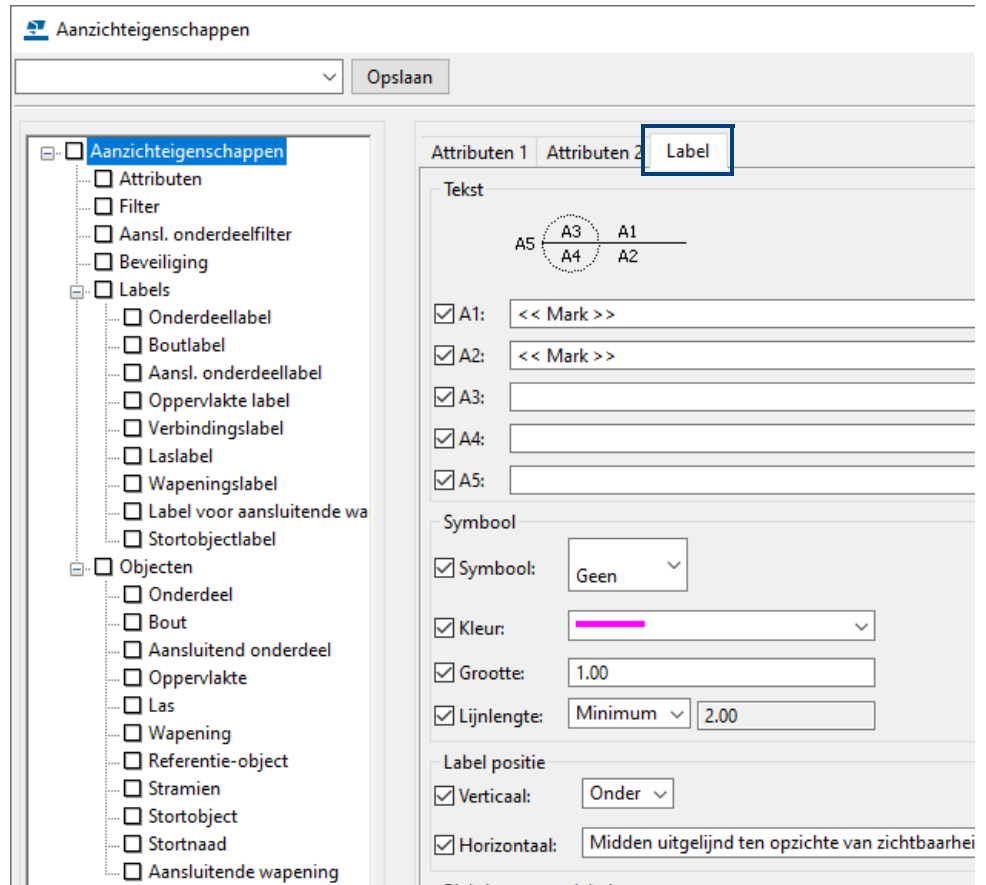 Aanzichteigenschappen
Opslaan
Aanzichteigenschappen
Attributen
Filter
Aansl. onderdeelfilter
Beveiliging
Labels
Onderdeellabel
Boutlabel
Aansl. onderdeellabel
Oppervlakte label
Verbindingslabel
Laslabel
Wapeningslabel
Label voor aansluitende wa
Stortobjectlabel
Objecten
Onderdeel
Bout
Aansluitend onderdeel
Oppervlakte
Las
Wapening
Referentie-object
Stramien
Stortobject
Stortnaad
Aansluitende wapening
Attributen 1 Attributen 2 Label
Tekst
A5 A3 A1
A4 A2
A1: << Mark >>
A2: << Mark >>
A3:
A4:
A5:
Symbool
Symbool: Geen
Kleur:
Grootte: 1.00
Lijnlengte: Minimum 2.00
Label positie
Verticaal: Onder
Horizontaal: Midden uitgelijnd ten opzichte van zichtbaarhei